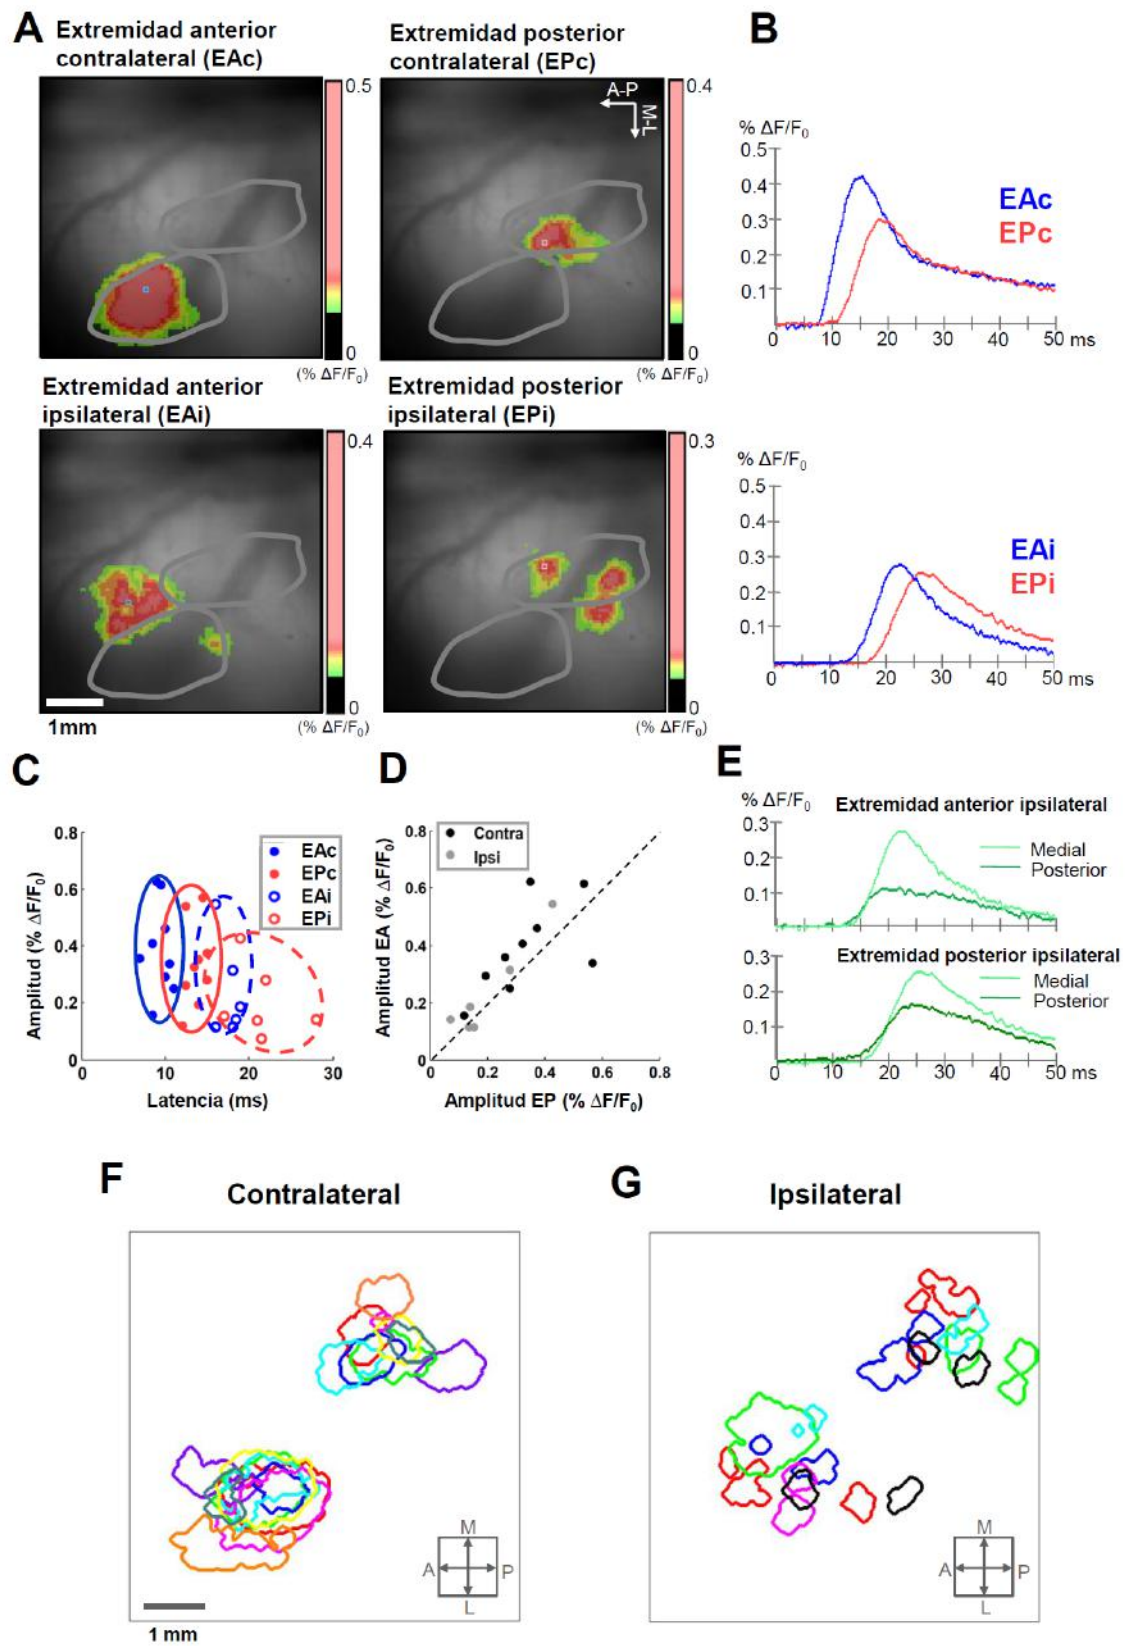 A
Extremidad anterior
contralateral (EAc)
0.5
0
(% ΔF/F0)
Extremidad posterior
contralateral (EPc)
A-P
M-L
0.4
0
(% ΔF/F0)
B
% ΔF/F0
0.5
0.4
0.3
0.2
0.1
EAc
EPc
0 10 20 30 40 50 ms
Extremidad anterior
ipsilateral (EAi)
0.4
0
(% ΔF/F0)
1mm
Extremidad posterior
ipsilateral (EPi)
0.3
0
(% ΔF/F0)
% ΔF/F0
0.5
0.4
0.3
0.2
0.1
EAi
EPi
0 10 20 30 40 50 ms
C
Amplitud (% ΔF/F0)
0.8
0.6
0.4
0.2
0
EAc
EPc
EAi
EPi
0 10 20 30
Latencia (ms)
D
Amplitud EA (% ΔF/F0)
0.8
0.6
0.4
0.2
0
Contra
Ipsi
0 0.2 0.4 0.6 0.8
Amplitud EP (% ΔF/F0)
E
% ΔF/F0
Extremidad anterior ipsilateral
0.3
0.1
Medial
Posterior
Extremidad posterior ipsilateral
0.3
0.1
Medial
Posterior
0 10 20 30 40 50 ms
F
Contralateral
M
A P
L
1 mm
G
Ipsilateral
M
A P
L